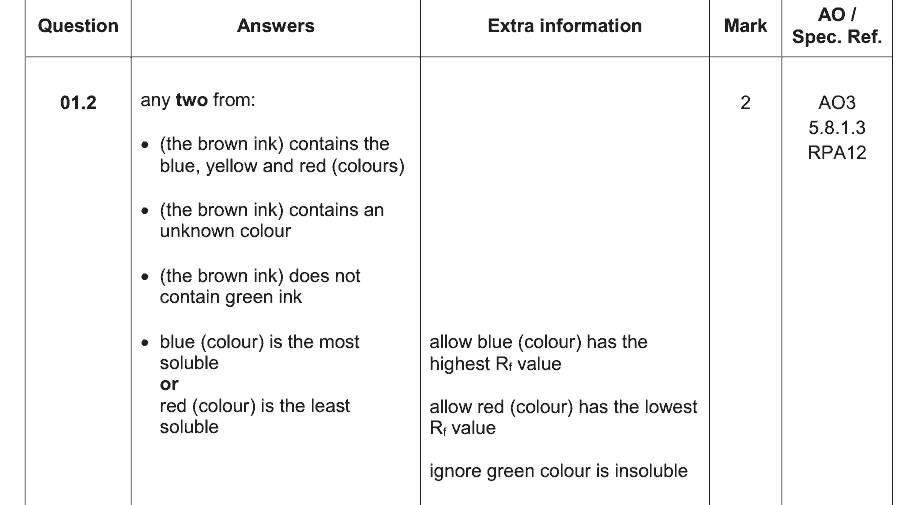 Question
Answers
Extra information
Mark
AO /
Spec. Ref.
01.2
any two from:
• (the brown ink) contains the
blue, yellow and red (colours)
• (the brown ink) contains an
unknown colour
• (the brown ink) does not
contain green ink
• blue (colour) is the most
soluble
or
red (colour) is the least
soluble
allow blue (colour) has the
highest Rf value
allow red (colour) has the lowest
Rf value
ignore green colour is insoluble
2
AO3
5.8.1.3
RPA12